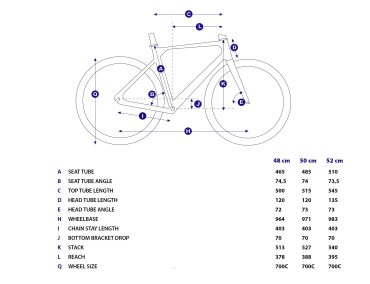 C
L
D
A
Q
B
K
J
E
I
H
48 cm 50 cm 52 cm
A SEAT TUBE 465 485 510
B SEAT TUBE ANGLE 74,5 74 73,5
C TOP TUBE LENGTH 500 515 545
D HEAD TUBE LENGTH 120 120 135
E HEAD TUBE ANGLE 72 73 73
H WHEELBASE 964 971 983
I CHAIN STAY LENGTH 403 403 403
J BOTTOM BRACKET DROP 70 70 70
K STACK 513 527 540
L REACH 378 388 395
Q WHEEL SIZE 700C 700C 700C